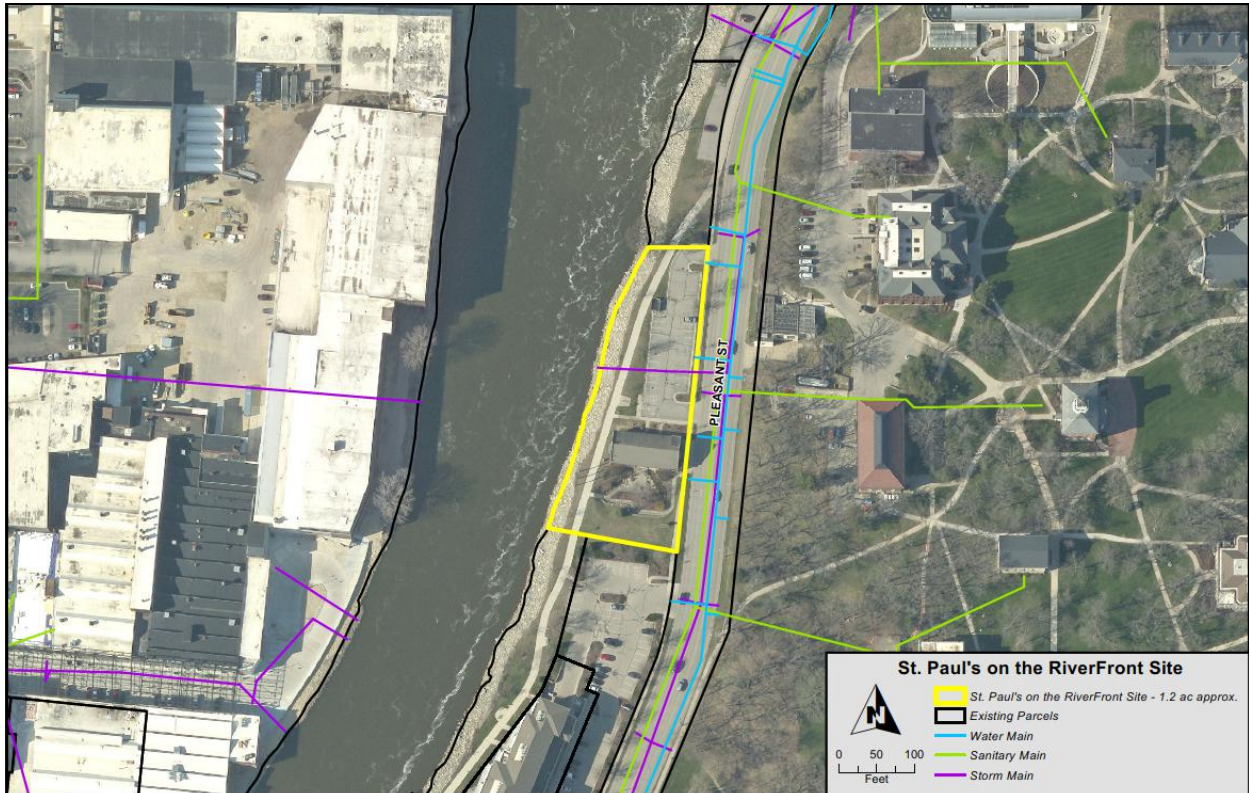 PLEASANT ST
St. Paul's on the RiverFront Site
St. Paul's on the RiverFront Site - 1.2 ac approx.
Existing Parcels
Water Main
Sanitary Main
Storm Main
N
0 50 100
Feet